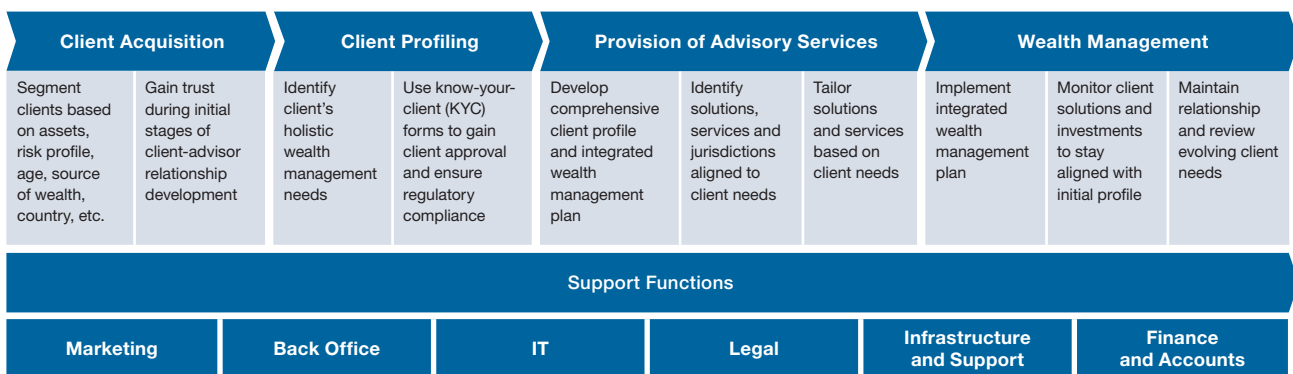 Client Acquisition
Client Profiling
Provision of Advisory Services
Wealth Management
Segment
clients based
on assets,
risk profile,
age, source
of wealth,
country, etc.
Gain trust
during initial
stages of
client-advisor
relationship
development
Identify
client's
holistic
wealth
management
needs
Use know-your-
client (KYC)
forms to gain
client approval
and ensure
regulatory
compliance
Develop
comprehensive
client profile
and integrated
wealth
management
plan
Identify
solutions,
services and
jurisdictions
aligned to
client needs
Tailor
solutions
and services
based on
client needs
Implement
integrated
wealth
management
plan
Monitor client
solutions and
investments
to stay
aligned with
initial profile
Maintain
relationship
and review
evolving client
needs
Support Functions
Marketing
Back Office
IT
Legal
Infrastructure
and Support
Finance
and Accounts